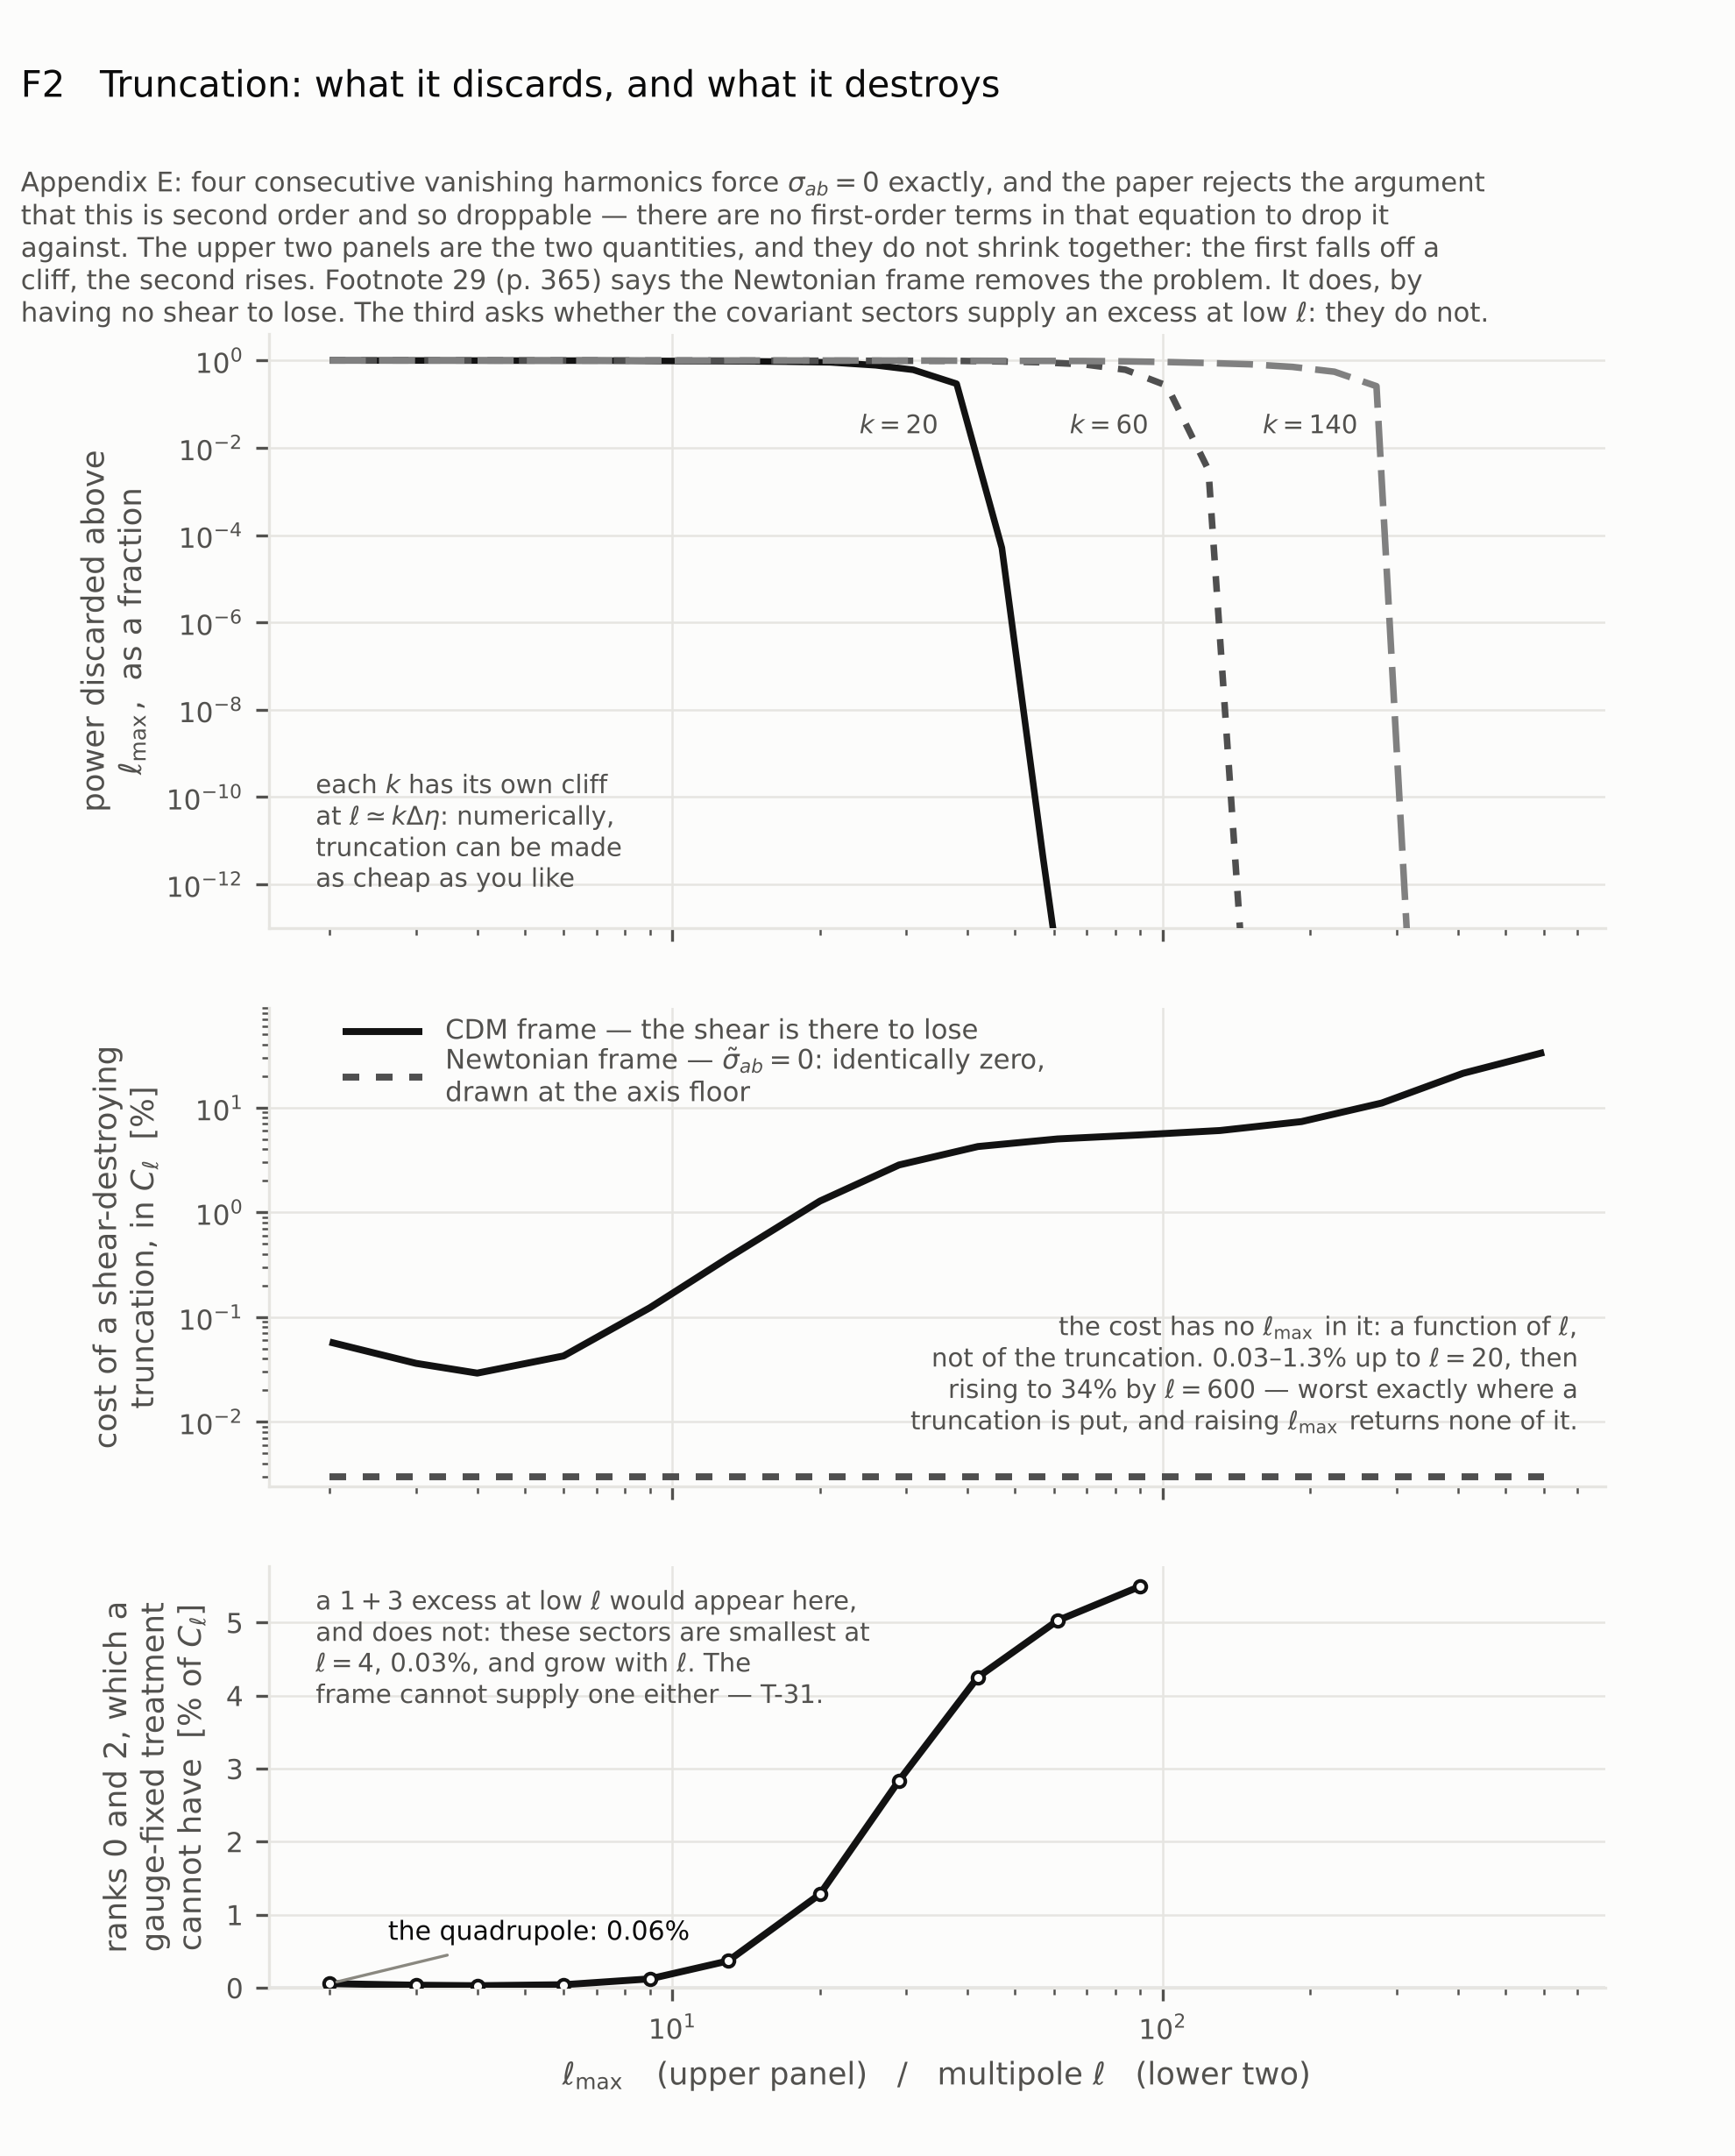 F2 Truncation: what it discards, and what it destroys
Appendix E: four consecutive vanishing harmonics force σ_ab = 0 exactly, and the paper rejects the argument
that this is second order and so droppable — there are no first-order terms in that equation to drop it
against. The upper two panels are the two quantities, and they do not shrink together: the first falls off a
cliff, the second rises. Footnote 29 (p. 365) says the Newtonian frame removes the problem. It does, by
having no shear to lose. The third asks whether the covariant sectors supply an excess at low ℓ: they do not.
power discarded above
ℓ_max, as a fraction
10⁰
10⁻²
10⁻⁴
10⁻⁶
10⁻⁸
10⁻¹⁰
10⁻¹²
k = 20
k = 60
k = 140
each k has its own cliff
at ℓ ≃ kΔη: numerically,
truncation can be made
as cheap as you like
cost of a shear-destroying
truncation, in C_ℓ [%]
10¹
10⁰
10⁻¹
10⁻²
CDM frame — the shear is there to lose
Newtonian frame — σ̃_ab = 0: identically zero,
drawn at the axis floor
the cost has no ℓ_max in it: a function of ℓ,
not of the truncation. 0.03–1.3% up to ℓ = 20, then
rising to 34% by ℓ = 600 — worst exactly where a
truncation is put, and raising ℓ_max returns none of it.
ranks 0 and 2, which a
gauge-fixed treatment
cannot have [% of C_ℓ]
5
4
3
2
1
0
a 1 + 3 excess at low ℓ would appear here,
and does not: these sectors are smallest at
ℓ = 4, 0.03%, and grow with ℓ. The
frame cannot supply one either — T-31.
the quadrupole: 0.06%
10¹
10²
ℓ_max (upper panel) / multipole ℓ (lower two)